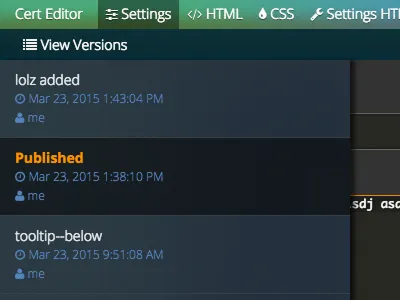 Cert Editor Settings </> HTML CSS Settings HT
View Versions
lolz added
Mar 23, 2015 1:43:04 PM
me
Published
Mar 23, 2015 1:38:10 PM
me
sdj asd
tooltip--below
Mar 23, 2015 9:51:08 AM
me